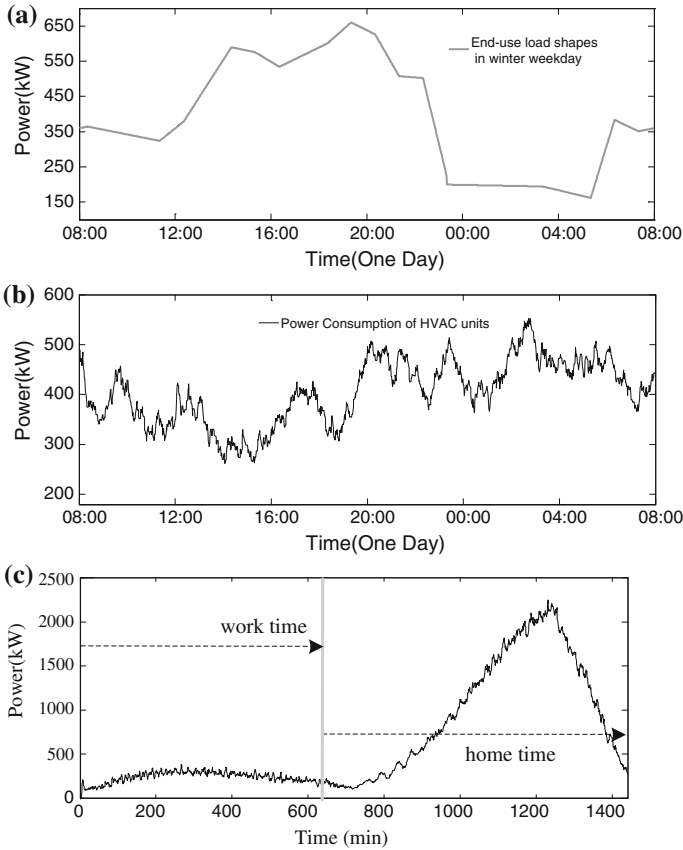 (a)
650
550
450
350
250
150
Power(kW)
End-use load shapes
in winter weekday
08:00 12:00 16:00 20:00 00:00 04:00 08:00
Time(One Day)
(b)
600
500
400
300
200
Power(kW)
Power Consumption of HVAC units
08:00 12:00 16:00 20:00 00:00 04:00 08:00
Time(One Day)
(c)
2500
2000
1500
1000
500
0
Power(kW)
work time
home time
0 200 400 600 800 1000 1200 1400
Time (min)